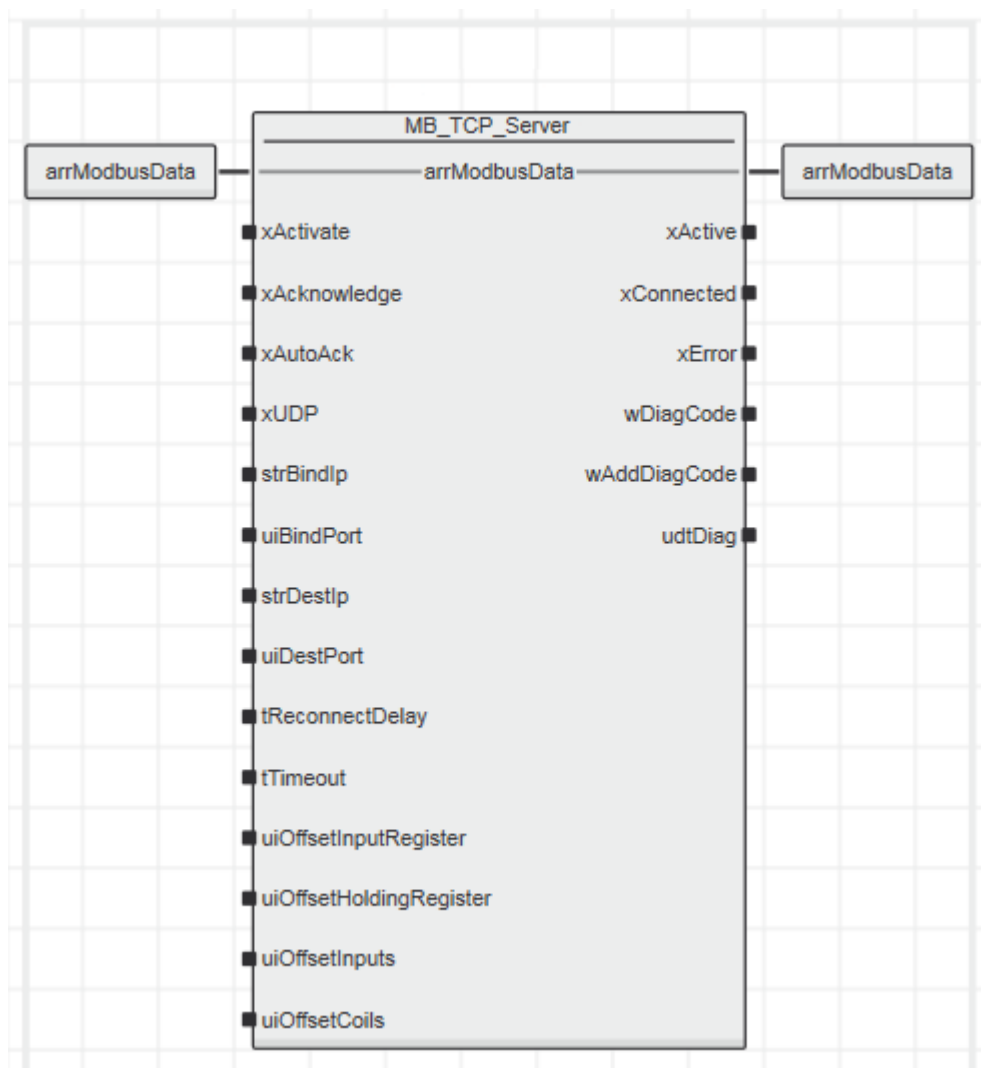 MB_TCP_Server
arrModbusData arrModbusData arrModbusData
xActivate xActive
xAcknowledge xConnected
xAutoAck xError
xUDP wDiagCode
strBindIp wAddDiagCode
uiBindPort udtDiag
strDestIp
uiDestPort
tReconnectDelay
tTimeout
uiOffsetInputRegister
uiOffsetHoldingRegister
uiOffsetInputs
uiOffsetCoils